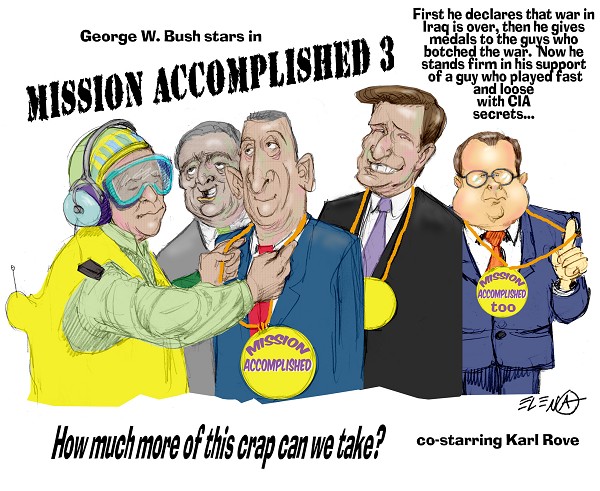 George W. Bush stars in
MISSION ACCOMPLISHED 3
First he declares that war in
Iraq is over, then he gives
medals to the guys who
botched the war. Now he
stands firm in his support
of a guy who played fast
and loose
with CIA
secrets...
MISSION
ACCOMPLISHED
MISSION
ACCOMPLISHED
too
ELENA
How much more of this crap can we take?
co-starring Karl Rove